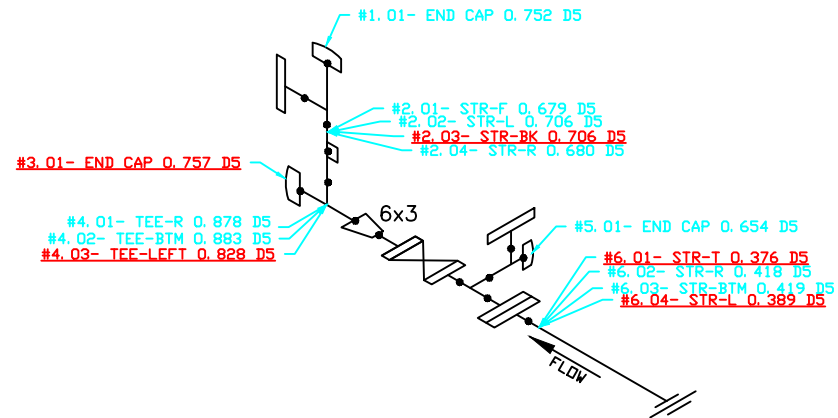 #1. 01- END CAP 0. 752 D5
#2. 01- STR-F 0. 679 D5
#2. 02- STR-L 0. 706 D5
#2. 03- STR-BK 0. 706 D5
#2. 04- STR-R 0. 680 D5
#3. 01- END CAP 0. 757 D5
6x3
#4. 01- TEE-R 0. 878 D5
#4. 02- TEE-BTM 0. 883 D5
#4. 03- TEE-LEFT 0. 828 D5
#5. 01- END CAP 0. 654 D5
#6. 01- STR-T 0. 376 D5
#6. 02- STR-R 0. 418 D5
#6. 03- STR-BTM 0. 419 D5
#6. 04- STR-L 0. 389 D5
FLOW